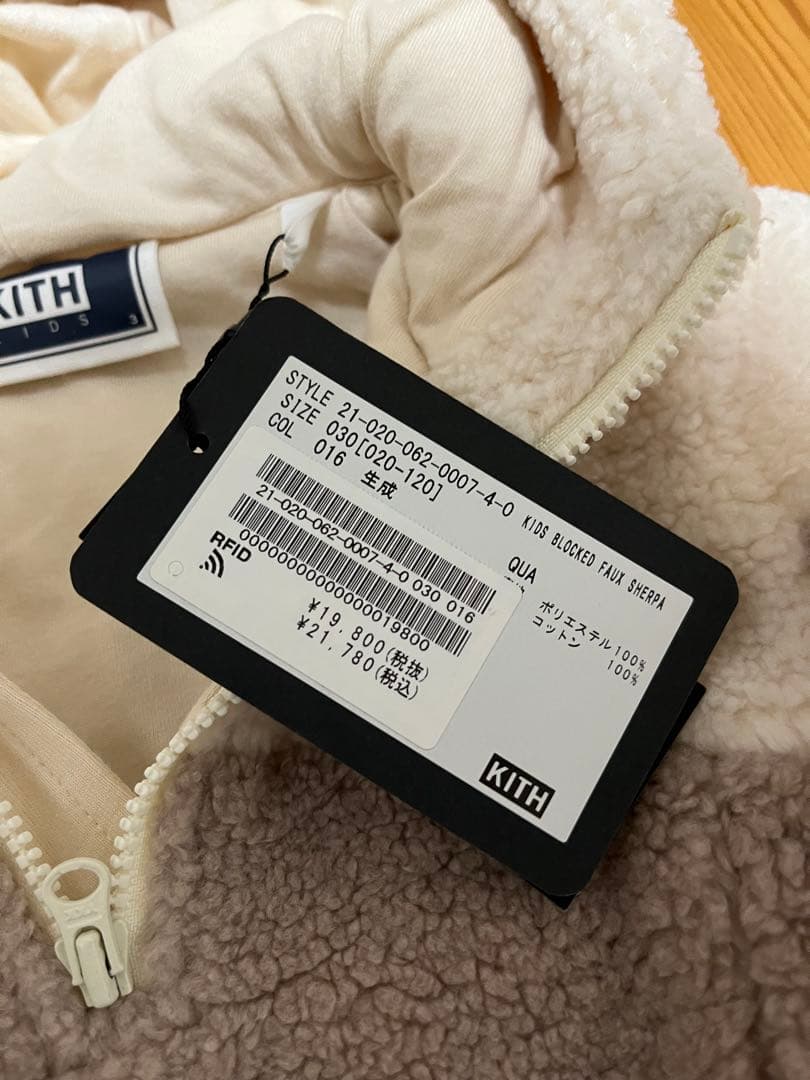 KITH
KIDS 3
STYLE 21-020-062-0007-4-0 KIDS BLOCKED FAUX SHERPA
SIZE 030[020-120]
COL 016 生成
QUA
ポリエステル100%
コットン 100%
21-020-062-0007-4-0 030 016
RFID
00000000000000019800
¥19,800(税抜)
¥21,780(税込)
KITH